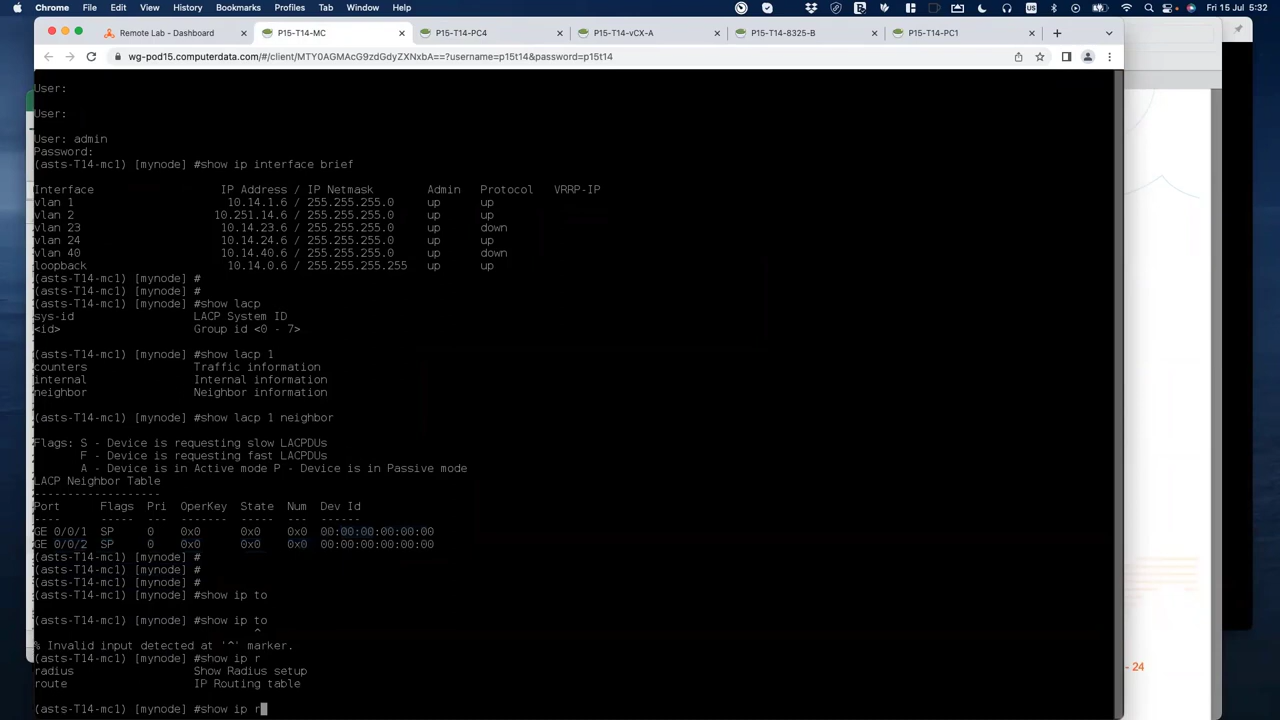 Chrome File Edit View History Bookmarks Profiles Tab Window Help Fri 15 Jul 5:32
Remote Lab - Dashboard P15-T14-MC P15-T14-PC4 P15-T14-vCX-A P15-T14-8325-B P15-T14-PC1
wg-pod15.computerdata.com/#/client/MTY0AGMAcG9zdGdyZXNxbA==?username=p15t14&password=p15t14
User:
User:
User: admin
Password:
(asts-T14-mc1) [mynode] #show ip interface brief
Interface IP Address / IP Netmask Admin Protocol VRRP-IP
vlan 1 10.14.1.6 / 255.255.255.0 up up
vlan 2 10.251.14.6 / 255.255.255.0 up up
vlan 23 10.14.23.6 / 255.255.255.0 up down
vlan 24 10.14.24.6 / 255.255.255.0 up up
vlan 40 10.14.40.6 / 255.255.255.0 up down
loopback 10.14.0.6 / 255.255.255.255 up up
(asts-T14-mc1) [mynode] #
(asts-T14-mc1) [mynode] #
(asts-T14-mc1) [mynode] #show lacp
sys-id LACP System ID
<id> Group id <0 - 7>
(asts-T14-mc1) [mynode] #show lacp 1
counters Traffic information
internal Internal information
neighbor Neighbor information
(asts-T14-mc1) [mynode] #show lacp 1 neighbor
Flags: S - Device is requesting slow LACPDUs
F - Device is requesting fast LACPDUs
A - Device is in Active mode P - Device is in Passive mode
LACP Neighbor Table
-------------------
Port Flags Pri OperKey State Num Dev Id
---- ----- --- ------- ----- --- ------
GE 0/0/1 SP 0 0x0 0x0 0x0 00:00:00:00:00:00
GE 0/0/2 SP 0 0x0 0x0 0x0 00:00:00:00:00:00
(asts-T14-mc1) [mynode] #
(asts-T14-mc1) [mynode] #
(asts-T14-mc1) [mynode] #
(asts-T14-mc1) [mynode] #show ip to
(asts-T14-mc1) [mynode] #show ip to
^
% Invalid input detected at '^' marker.
(asts-T14-mc1) [mynode] #show ip r
radius Show Radius setup
route IP Routing table
(asts-T14-mc1) [mynode] #show ip r
- 24